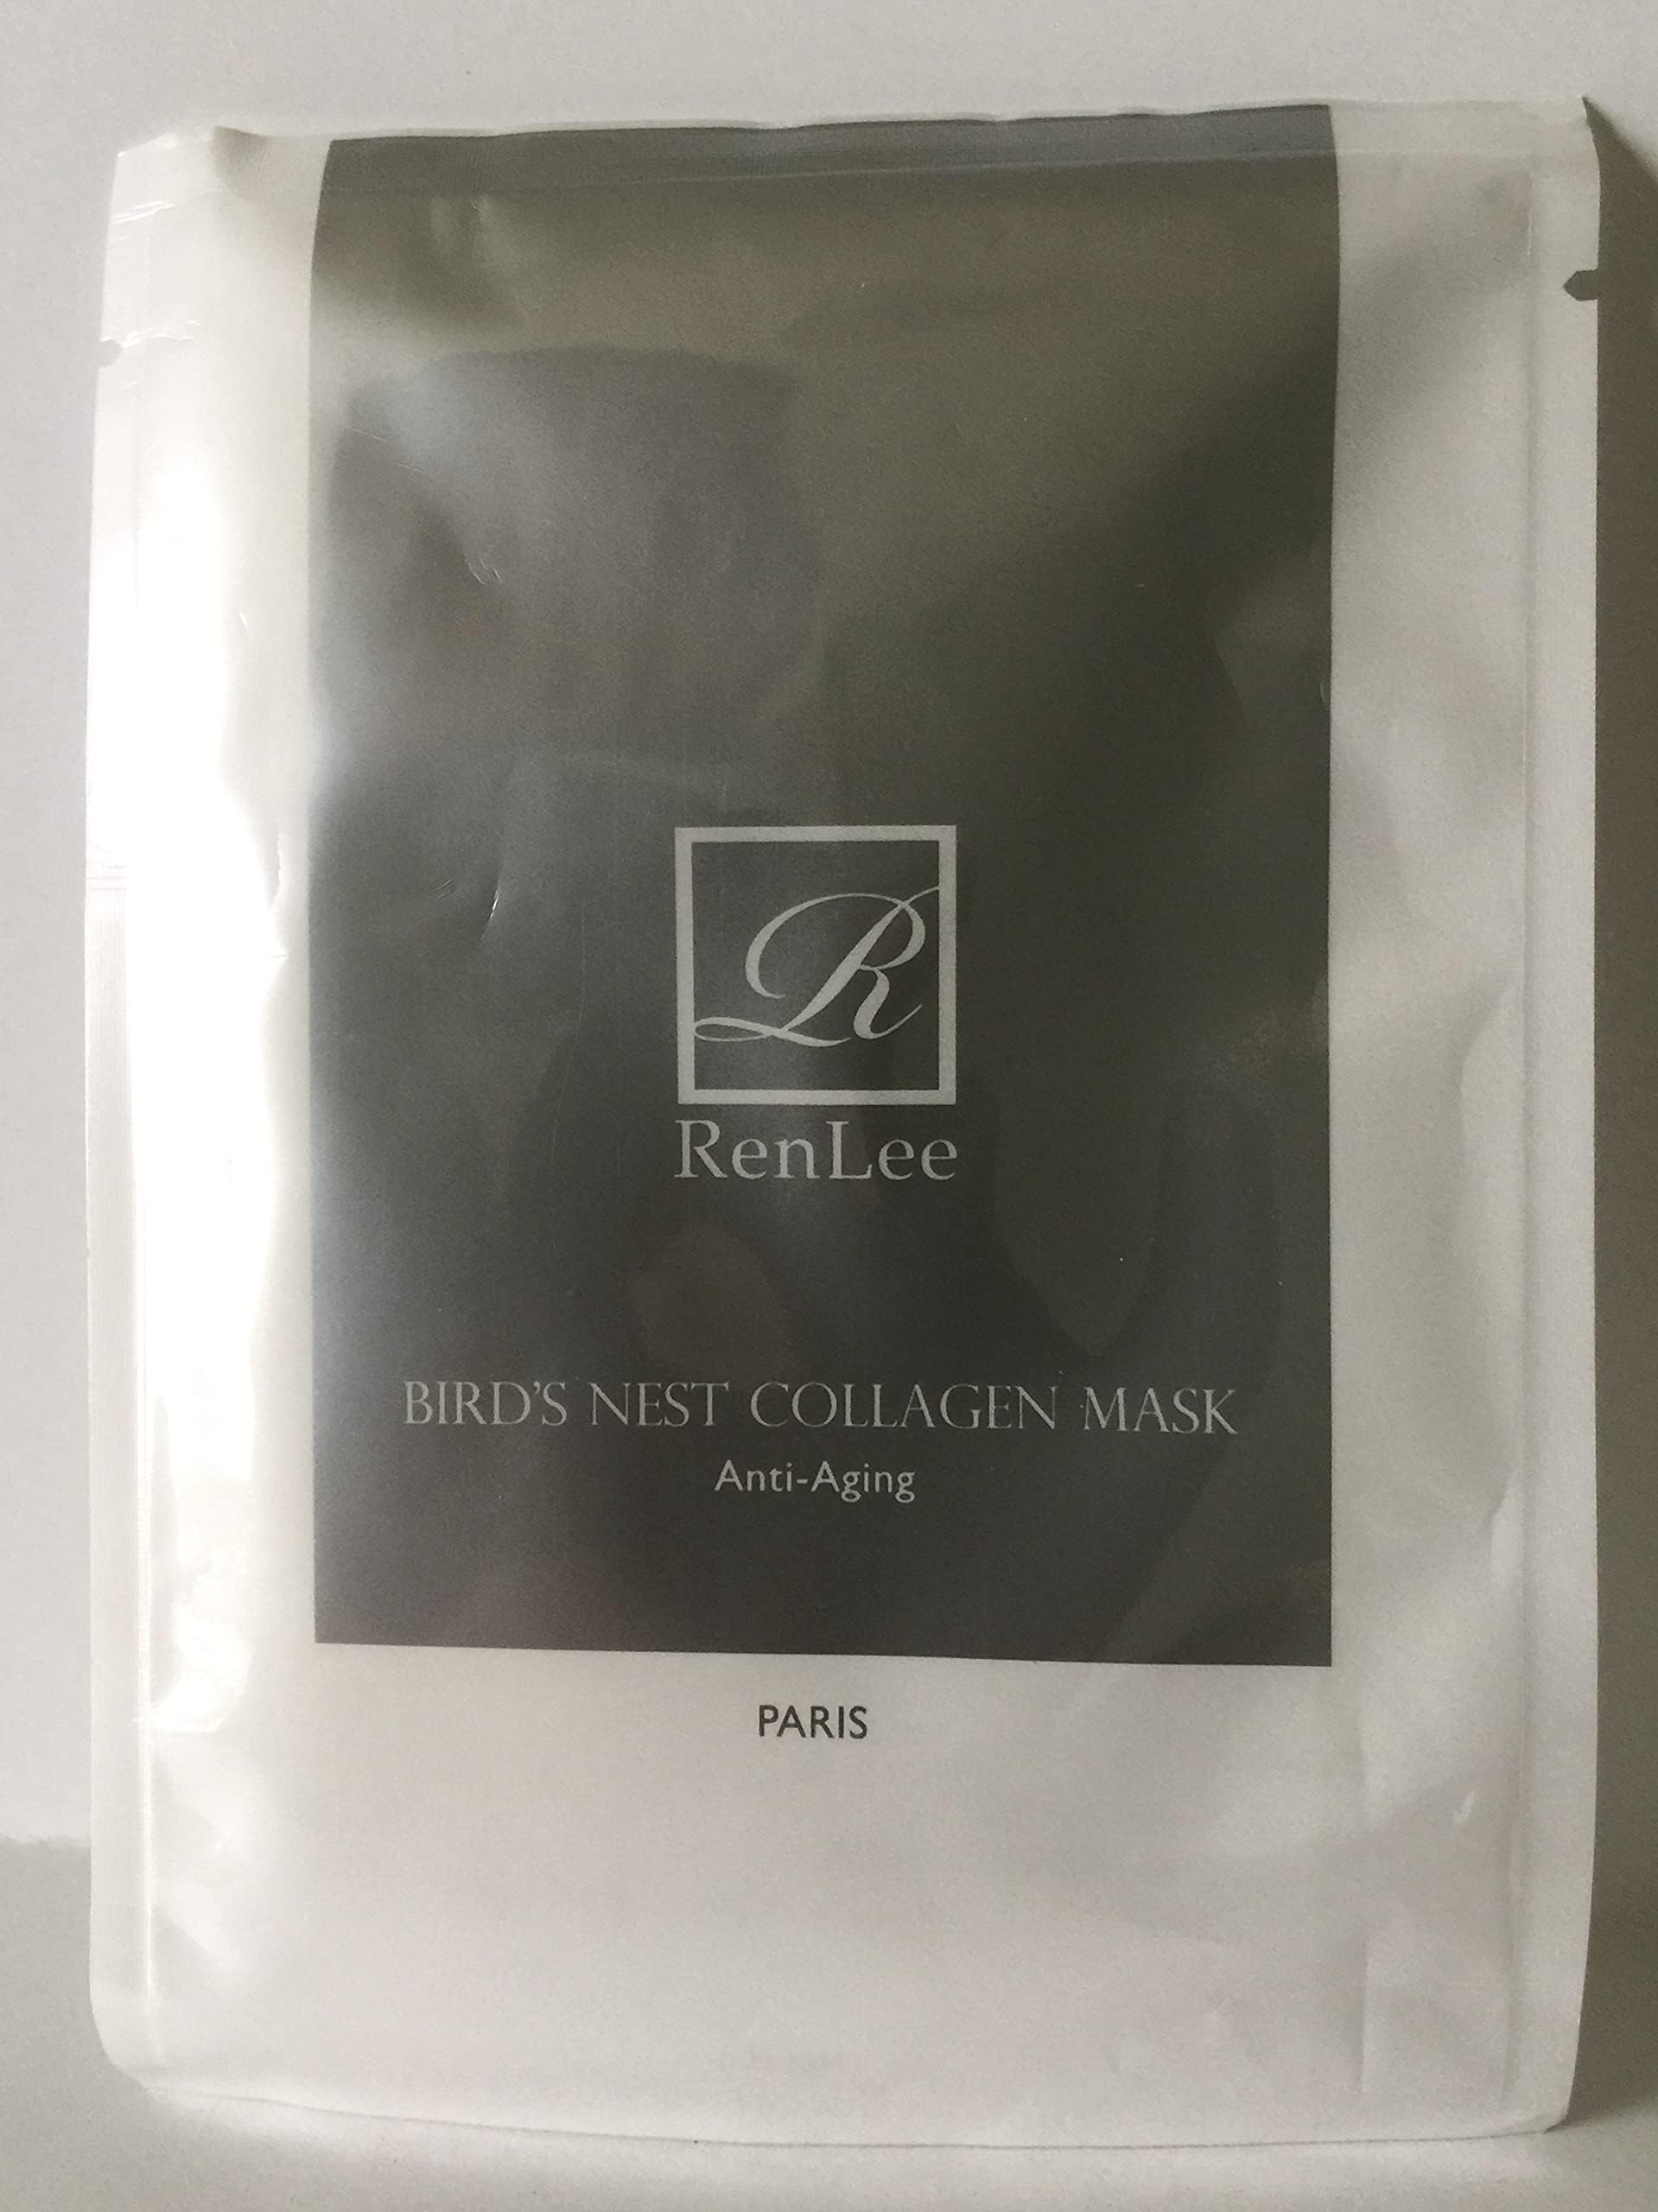 R
RenLee
BIRD'S NEST COLLAGEN MASK
Anti-Aging
PARIS